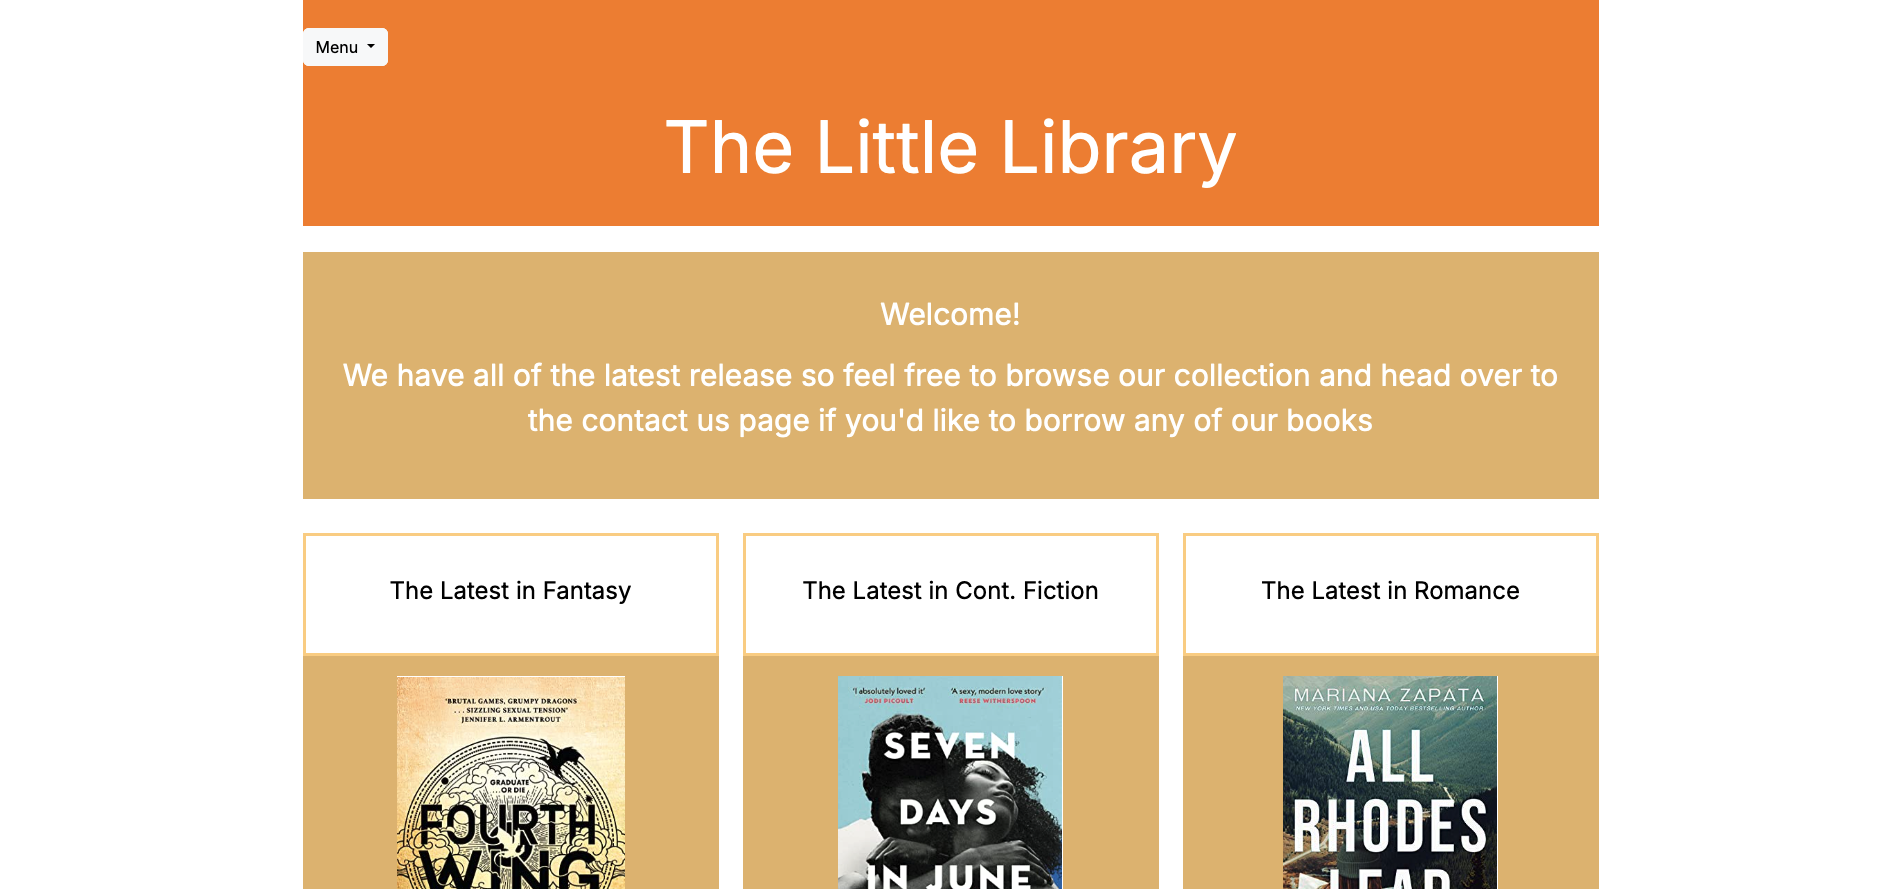 Menu
The Little Library
Welcome!
We have all of the latest release so feel free to browse our collection and head over to
the contact us page if you'd like to borrow any of our books
The Latest in Fantasy
The Latest in Cont. Fiction
The Latest in Romance
'BRUTAL GAMES, GRUMPY DRAGONS
. . . SIZZLING SEXUAL TENSION'
JENNIFER L. ARMENTROUT
GRADUATE
...OR DIE
FOURTH
WING
'I absolutely loved it'
JODI PICOULT
'A sexy, modern love story'
REESE WITHERSPOON
SEVEN
DAYS
IN JUNE
MARIANA ZAPATA
NEW YORK TIMES AND USA TODAY BESTSELLING AUTHOR
ALL
RHODES
LEAD